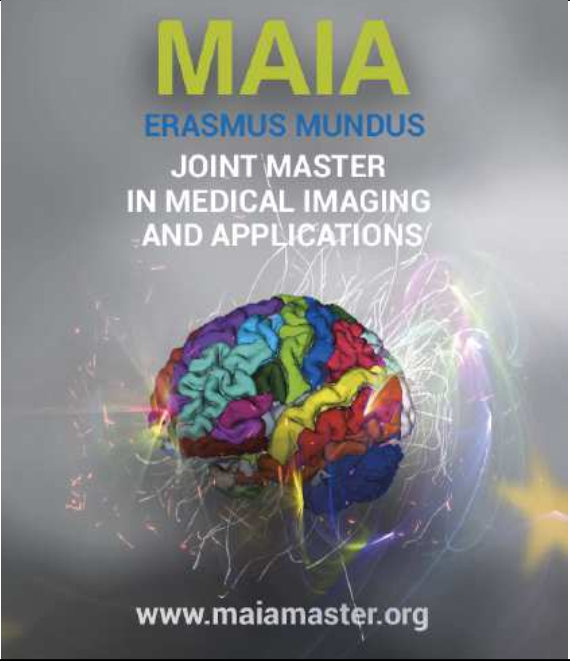 MAIA
ERASMUS MUNDUS
JOINT MASTER
IN MEDICAL IMAGING
AND APPLICATIONS
www.maiamaster.org